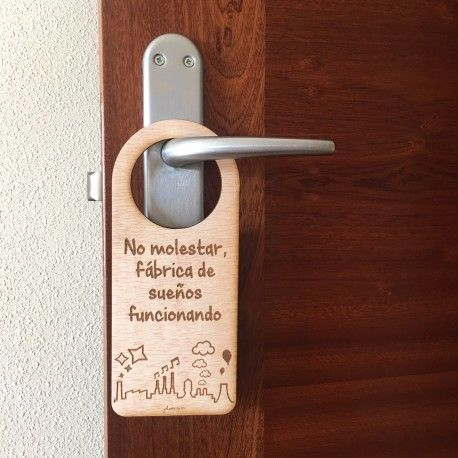 No molestar,
fábrica de
sueños
funcionando